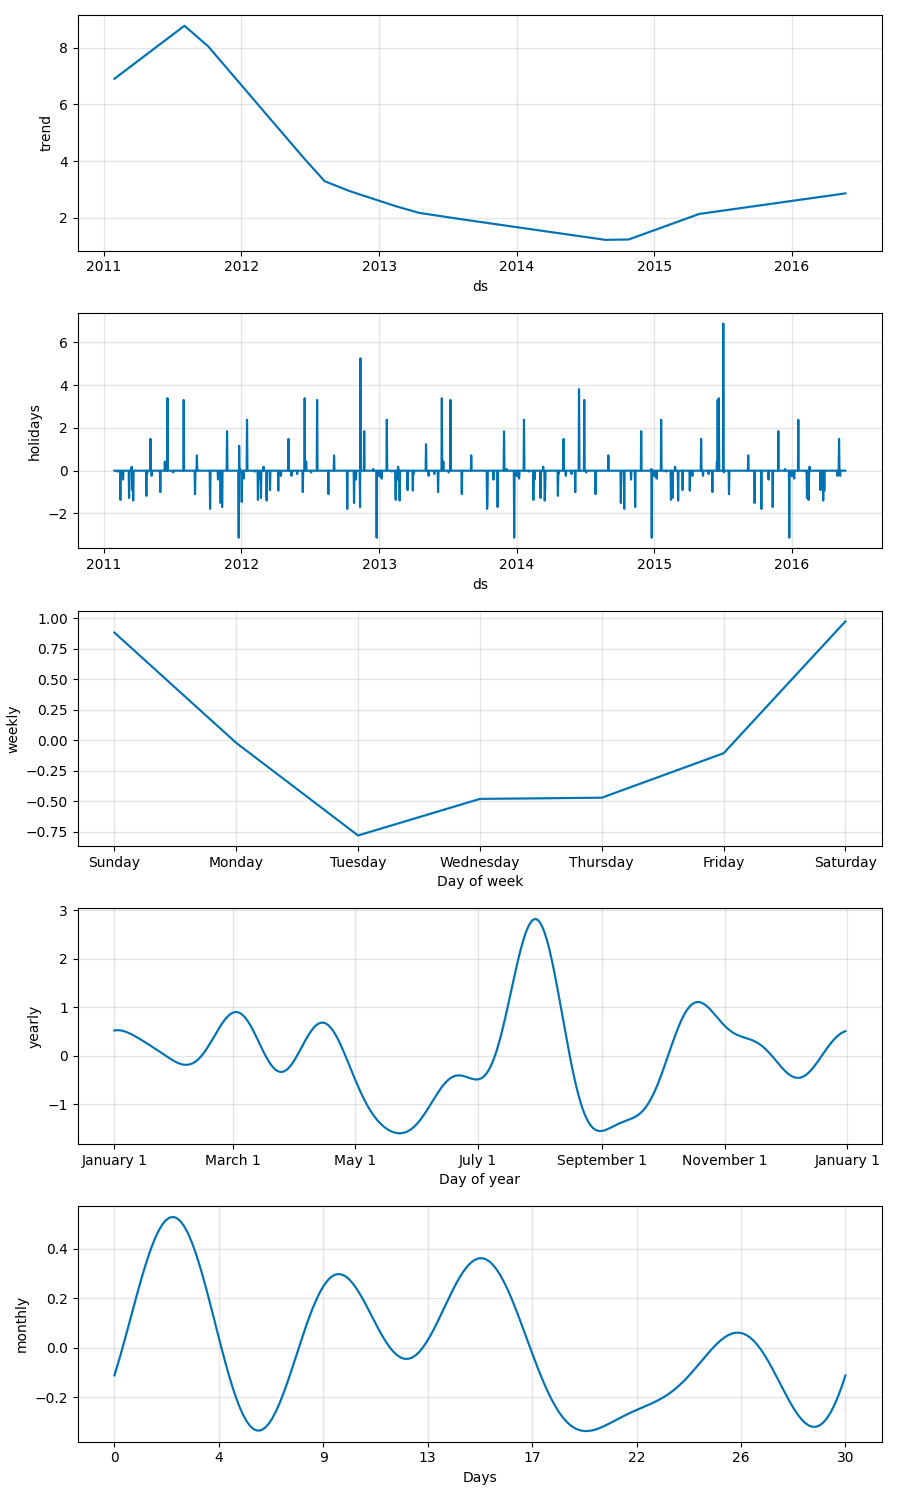 8
6
4
2
trend
2011 2012 2013 2014 2015 2016
ds
6
4
2
0
−2
holidays
2011 2012 2013 2014 2015 2016
ds
1.00
0.75
0.50
0.25
0.00
−0.25
−0.50
−0.75
weekly
Sunday Monday Tuesday Wednesday Thursday Friday Saturday
Day of week
3
2
1
0
−1
yearly
January 1 March 1 May 1 July 1 September 1 November 1 January 1
Day of year
0.4
0.2
0.0
−0.2
monthly
0 4 9 13 17 22 26 30
Days